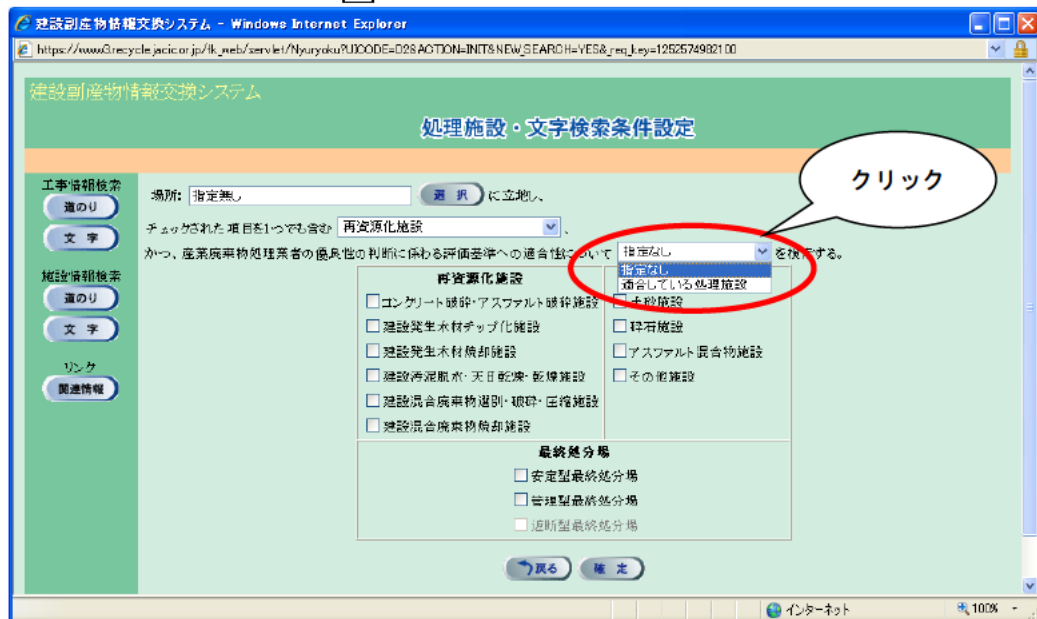 建設副産物情報交換システム - Windows Internet Explorer
建設副産物情報交換システム
処理施設・文字検索条件設定
クリック
工事情報検索
道のり
文字
施設情報検索
道のり
文字
リンク
関連情報
場所: 指定無し 選択 に立地し、
チェックされた項目を1つでも含む 再資源化施設 、
かつ、産業廃棄物処理業者の優良性の判断に係わる評価基準への適合性について 指定なし を検索する。
指定なし
適合している処理施設
再資源化施設
コンクリート破砕・アスファルト破砕施設
土砂施設
建設発生木材チップ化施設
砕石施設
建設発生木材焼却施設
アスファルト混合物施設
建設汚泥脱水・天日乾燥・乾燥施設
その他施設
建設混合廃棄物選別・破砕・圧縮施設
建設混合廃棄物焼却施設
最終処分場
安定型最終処分場
管理型最終処分場
遮断型最終処分場
戻る 確定
インターネット 100%